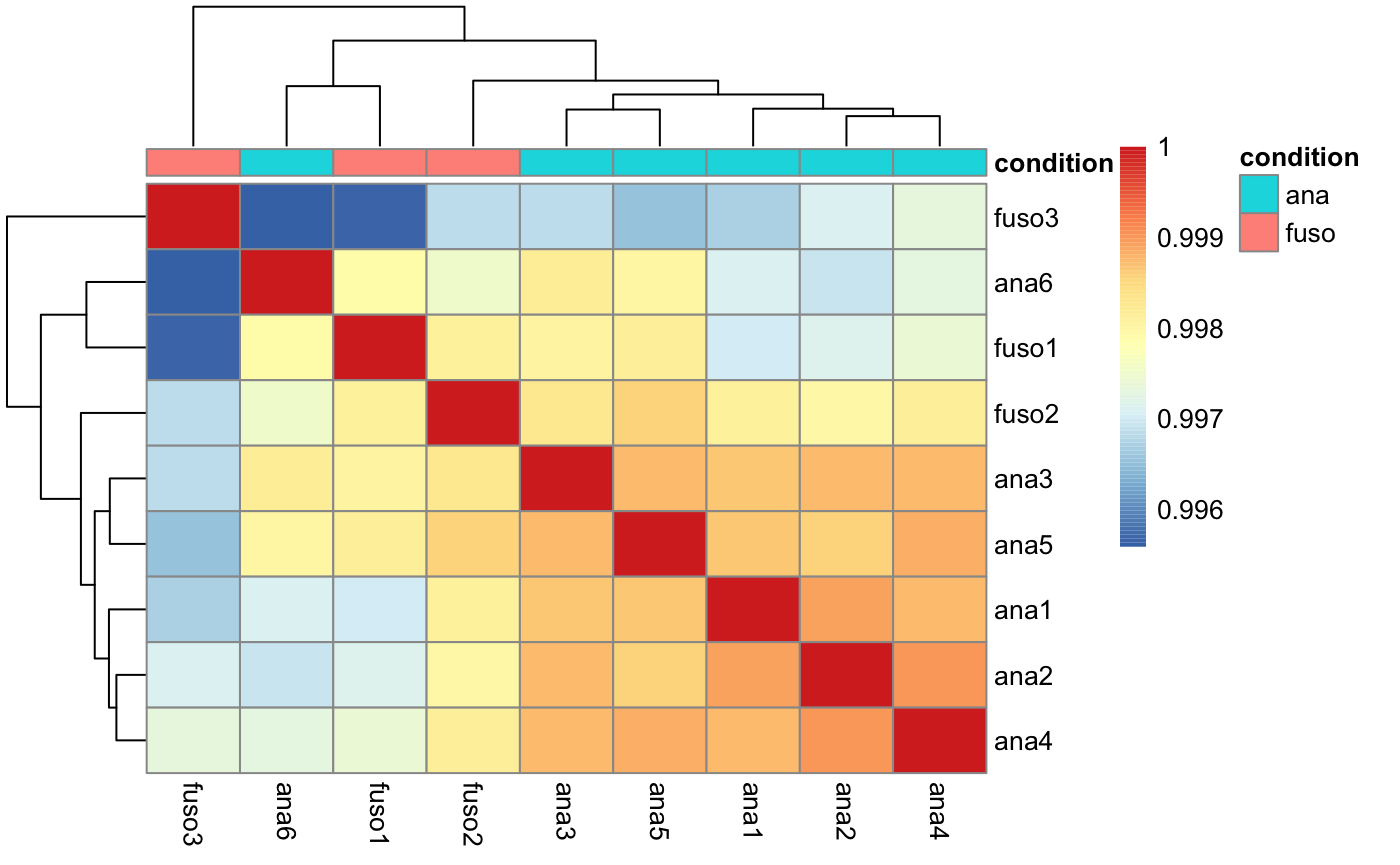 condition
fuso3
ana6
fuso1
fuso2
ana3
ana5
ana1
ana2
ana4
fuso3
ana6
fuso1
fuso2
ana3
ana5
ana1
ana2
ana4
1
0.999
0.998
0.997
0.996
condition
ana
fuso